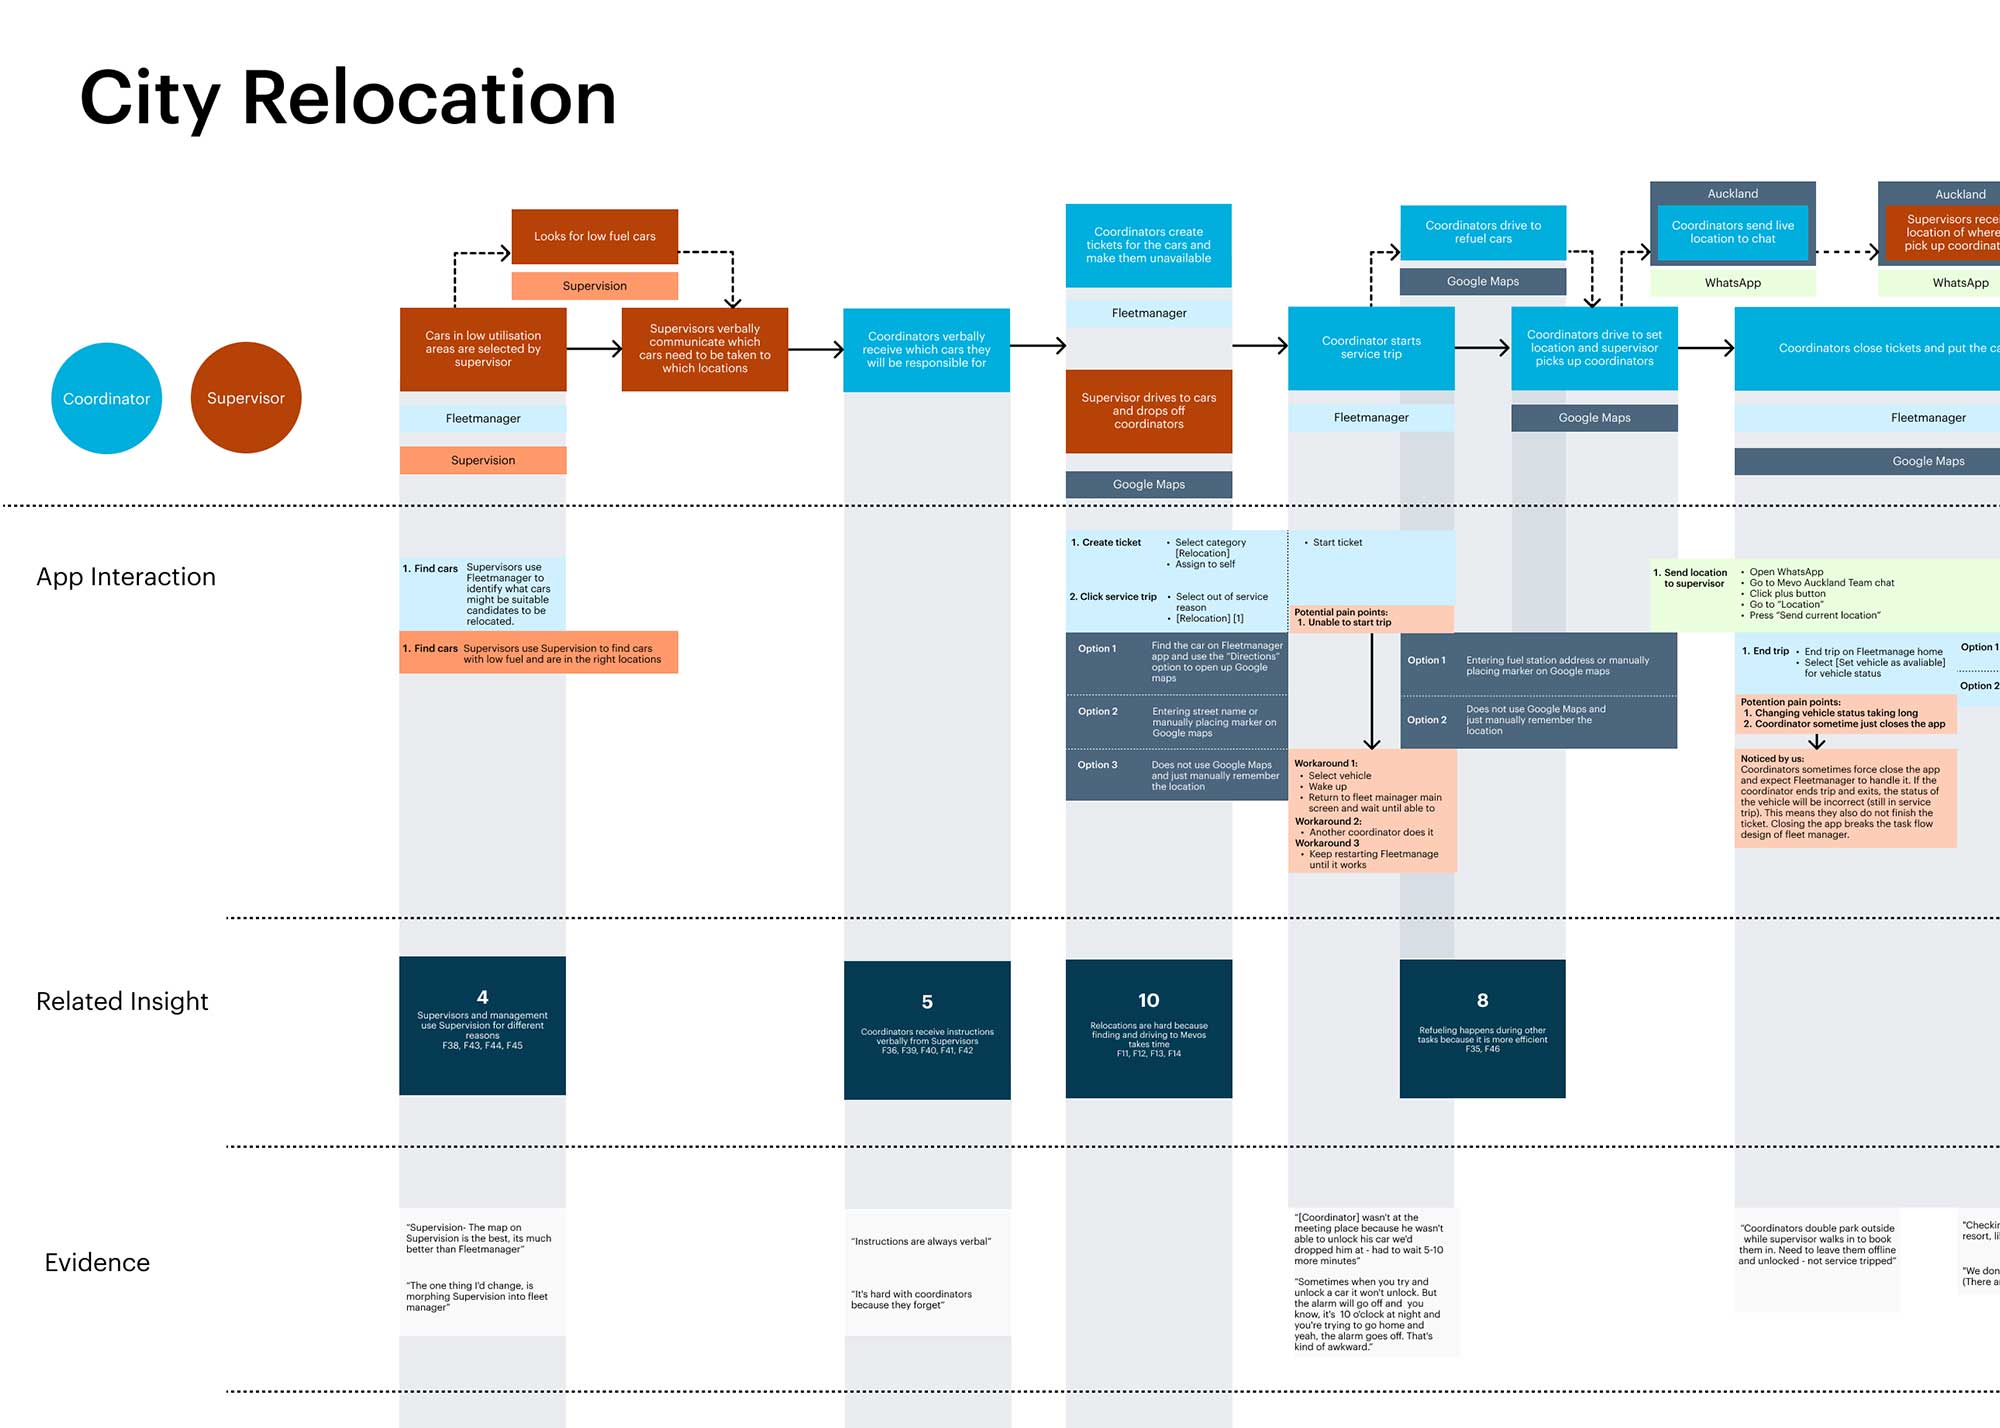 City Relocation
Coordinator
Supervisor
Looks for low fuel cars
Supervision
Cars in low utilisation
areas are selected by
supervisor
Fleetmanager
Supervision
Supervisors verbally
communicate which
cars need to be taken to
which locations
Coordinators verbally
receive which cars they
will be responsible for
Coordinators create
tickets for the cars and
make them unavailable
Fleetmanager
Supervisor drives to cars
and drops off
coordinators
Google Maps
Coordinator starts
service trip
Fleetmanager
Coordinators drive to
refuel cars
Google Maps
Coordinators drive to set
location and supervisor
picks up coordinators
Google Maps
Auckland
Coordinators send live
location to chat
WhatsApp
Auckland
Supervisors
location of where
pick up
WhatsApp
Coordinators close tickets and put the
Fleetmanager
Google Maps
App Interaction
1. Find cars
Supervisors use
Fleetmanager to
identify what cars
might be suitable
candidates to be
relocated.
1. Find cars
Supervisors use Supervision to find cars
with low fuel and are in the right locations
1. Create ticket
• Select category
[Relocation]
• Assign to self
2. Click service trip
• Select out of service
reason
• [Relocation] [1]
• Start ticket
Potential pain points:
1. Unable to start trip
Option 1
Find the car on Fleetmanager
app and use the "Directions"
option to open up Google
maps
Option 2
Entering street name or
manually placing marker on
Google maps
Option 3
Does not use Google Maps
and just manually remember
the location
Workaround 1:
• Select vehicle
• Wake up
• Return to fleet mainager main
screen and wait until able to
Workaround 2:
• Another coordinator does it
Workaround 3
• Keep restarting Fleetmanage
until it works
Option 1
Entering fuel station address or manually
placing marker on Google maps
Option 2
Does not use Google Maps and
just manually remember the
location
1. Send location
to supervisor
• Open WhatsApp
• Go to Mevo Auckland Team chat
• Click plus button
• Go to "Location"
• Press "Send current location"
1. End trip
• End trip on Fleetmanage home
• Select [Set vehicle as avaliable]
for vehicle status
Option 1
Option 2
Potention pain points:
1. Changing vehicle status taking long
2. Coordinator sometime just closes the app
Noticed by us:
Coordinators sometimes force close the app
and expect Fleetmanager to handle it. If the
coordinator ends trip and exits, the status of
the vehicle will be incorrect (still in service
trip). This means they also do not finish the
ticket. Closing the app breaks the task flow
design of fleet manager.
Related Insight
4
Supervisors and management
use Supervision for different
reasons
F38, F43, F44, F45
5
Coordinators receive instructions
verbally from Supervisors
F36, F39, F40, F41, F42
10
Relocations are hard because
finding and driving to Mevos
takes time
F11, F12, F13, F14
8
Refueling happens during other
tasks because it is more efficient
F35, F46
Evidence
"Supervision- The map on
Supervision is the best, its much
better than Fleetmanager"
"The one thing I'd change, is
morphing Supervision into fleet
manager"
"Instructions are always verbal"
"It's hard with coordinators
because they forget"
"[Coordinator] wasn't at the
meeting place because he wasn't
able to unlock his car we'd
dropped him at - had to wait 5-10
more minutes"
"Sometimes when you try and
unlock a car it won't unlock. But
the alarm will go off and you
know, it's 10 o'clock at night and
you're trying to go home and
yeah, the alarm goes off. That's
kind of awkward."
"Coordinators double park outside
while supervisor walks in to book
them in. Need to leave them offline
and unlocked - not service tripped"
resort,
"We
(There